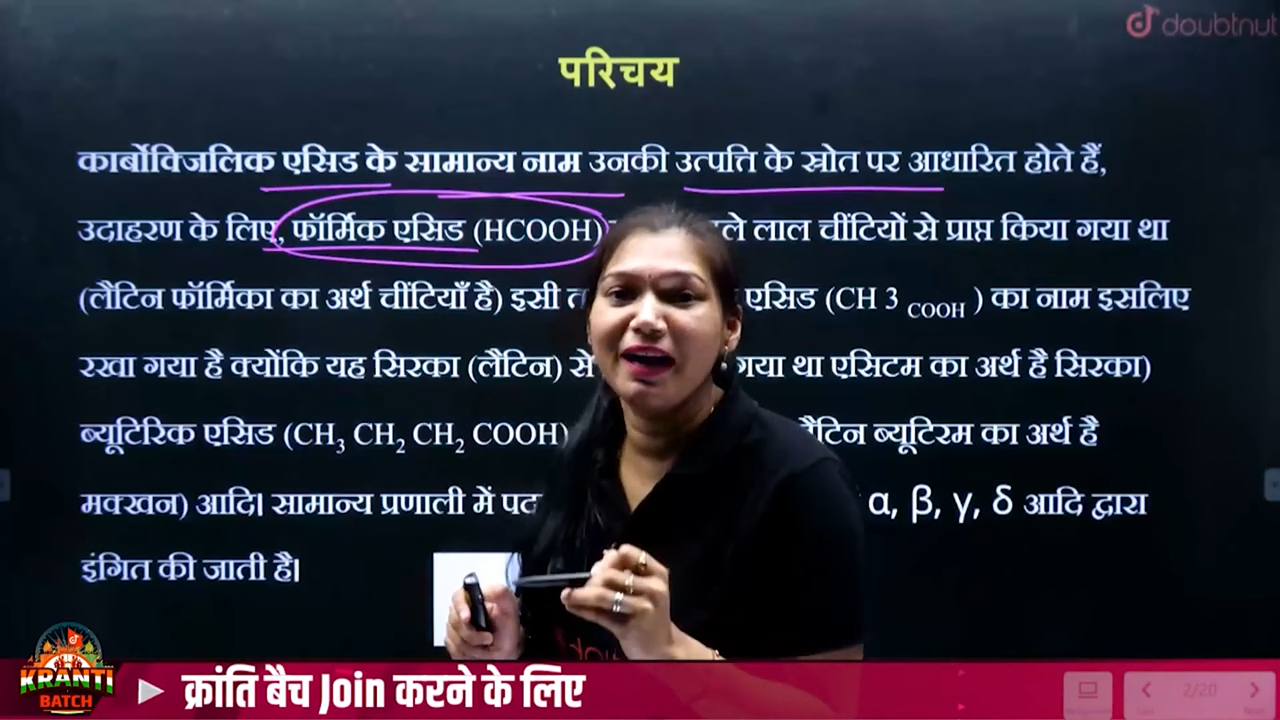 doubtnut
परिचय
कार्बोक्जिलिक एसिड के सामान्य नाम उनकी उत्पत्ति के स्रोत पर आधारित होते हैं,
उदाहरण के लिए, फॉर्मिक एसिड (HCOOH) लाल चींटियों से प्राप्त किया गया था
(लैटिन फॉर्मिका का अर्थ चींटियाँ है) इसी एसिड (CH 3 COOH ) का नाम इसलिए
रखा गया है क्योंकि यह सिरका (लैटिन) से गया था एसिटम का अर्थ है सिरका)
ब्यूटिरिक एसिड (CH₃ CH₂ CH₂ COOH) लैटिन ब्यूटिरम का अर्थ है
मक्खन) आदि। सामान्य प्रणाली में α, β, γ, δ आदि द्वारा
इंगित की जाती है।
KRANTI
BATCH
क्रांति बैच Join करने के लिए
2/20